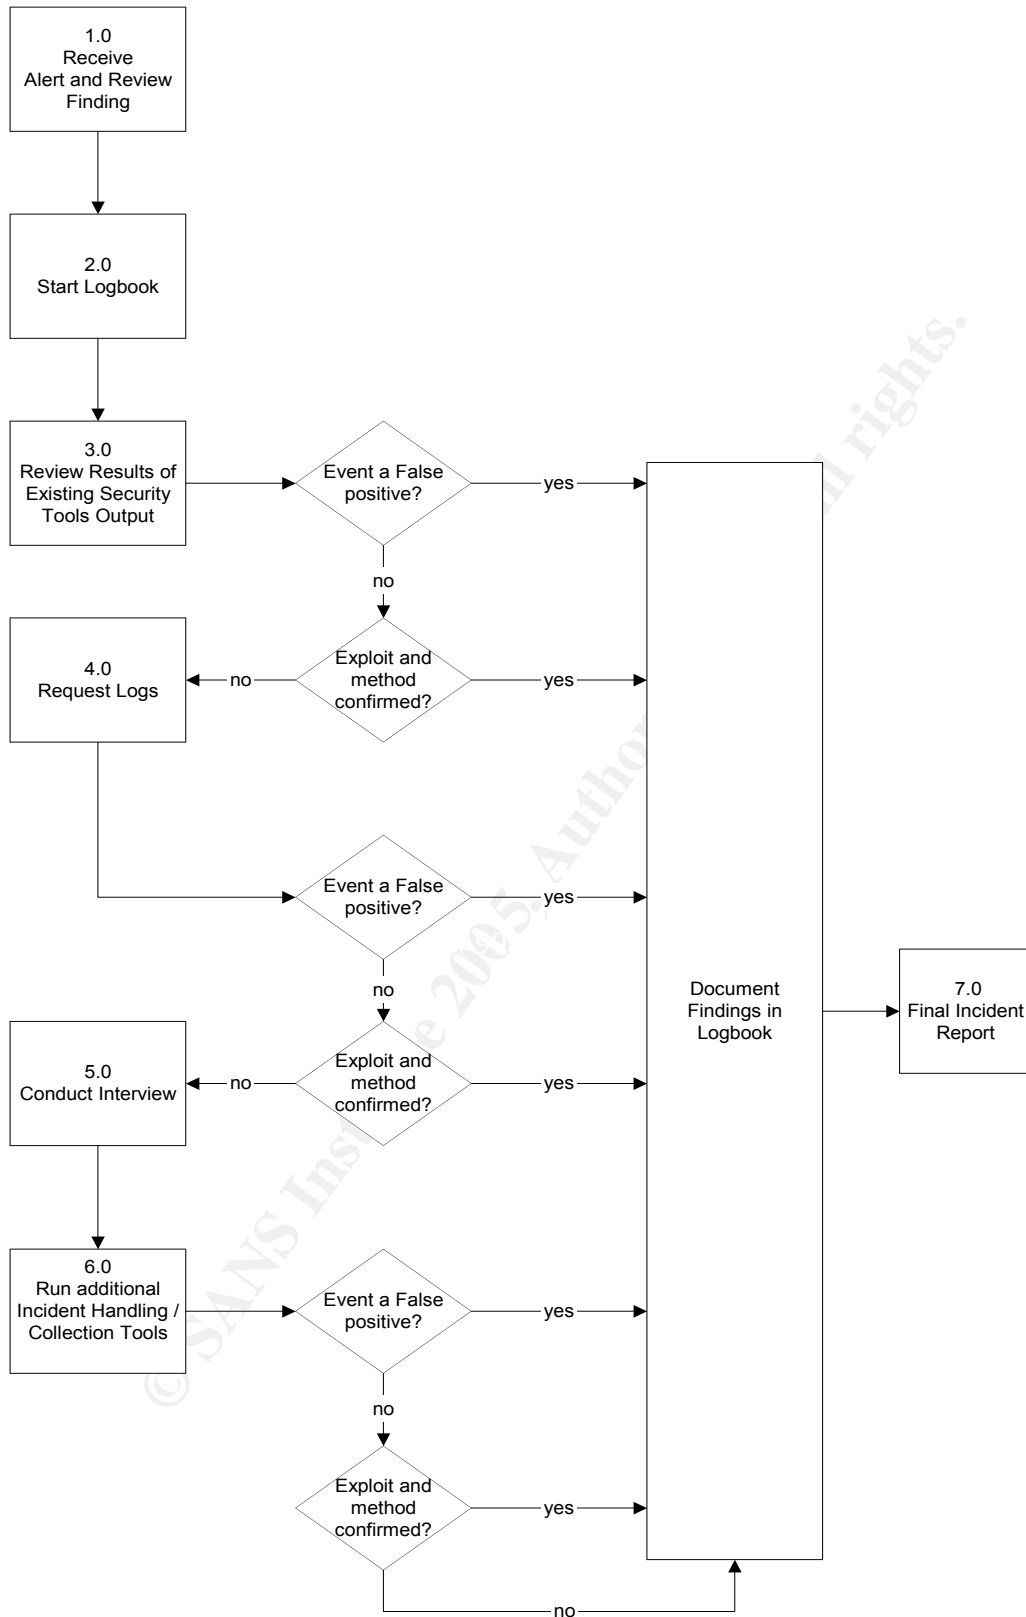 1.0
Receive
Alert and Review
Finding
2.0
Start Logbook
3.0
Review Results of
Existing Security
Tools Output
Event a False
positive?
yes
no
4.0
Request Logs
no
Exploit and
method
confirmed?
yes
Event a False
positive?
yes
no
5.0
Conduct Interview
no
Exploit and
method
confirmed?
yes
Document
Findings in
Logbook
7.0
Final Incident
Report
6.0
Run additional
Incident Handling /
Collection Tools
Event a False
positive?
yes
no
Exploit and
method
confirmed?
yes
no
© SANS Inst
Author
rights.